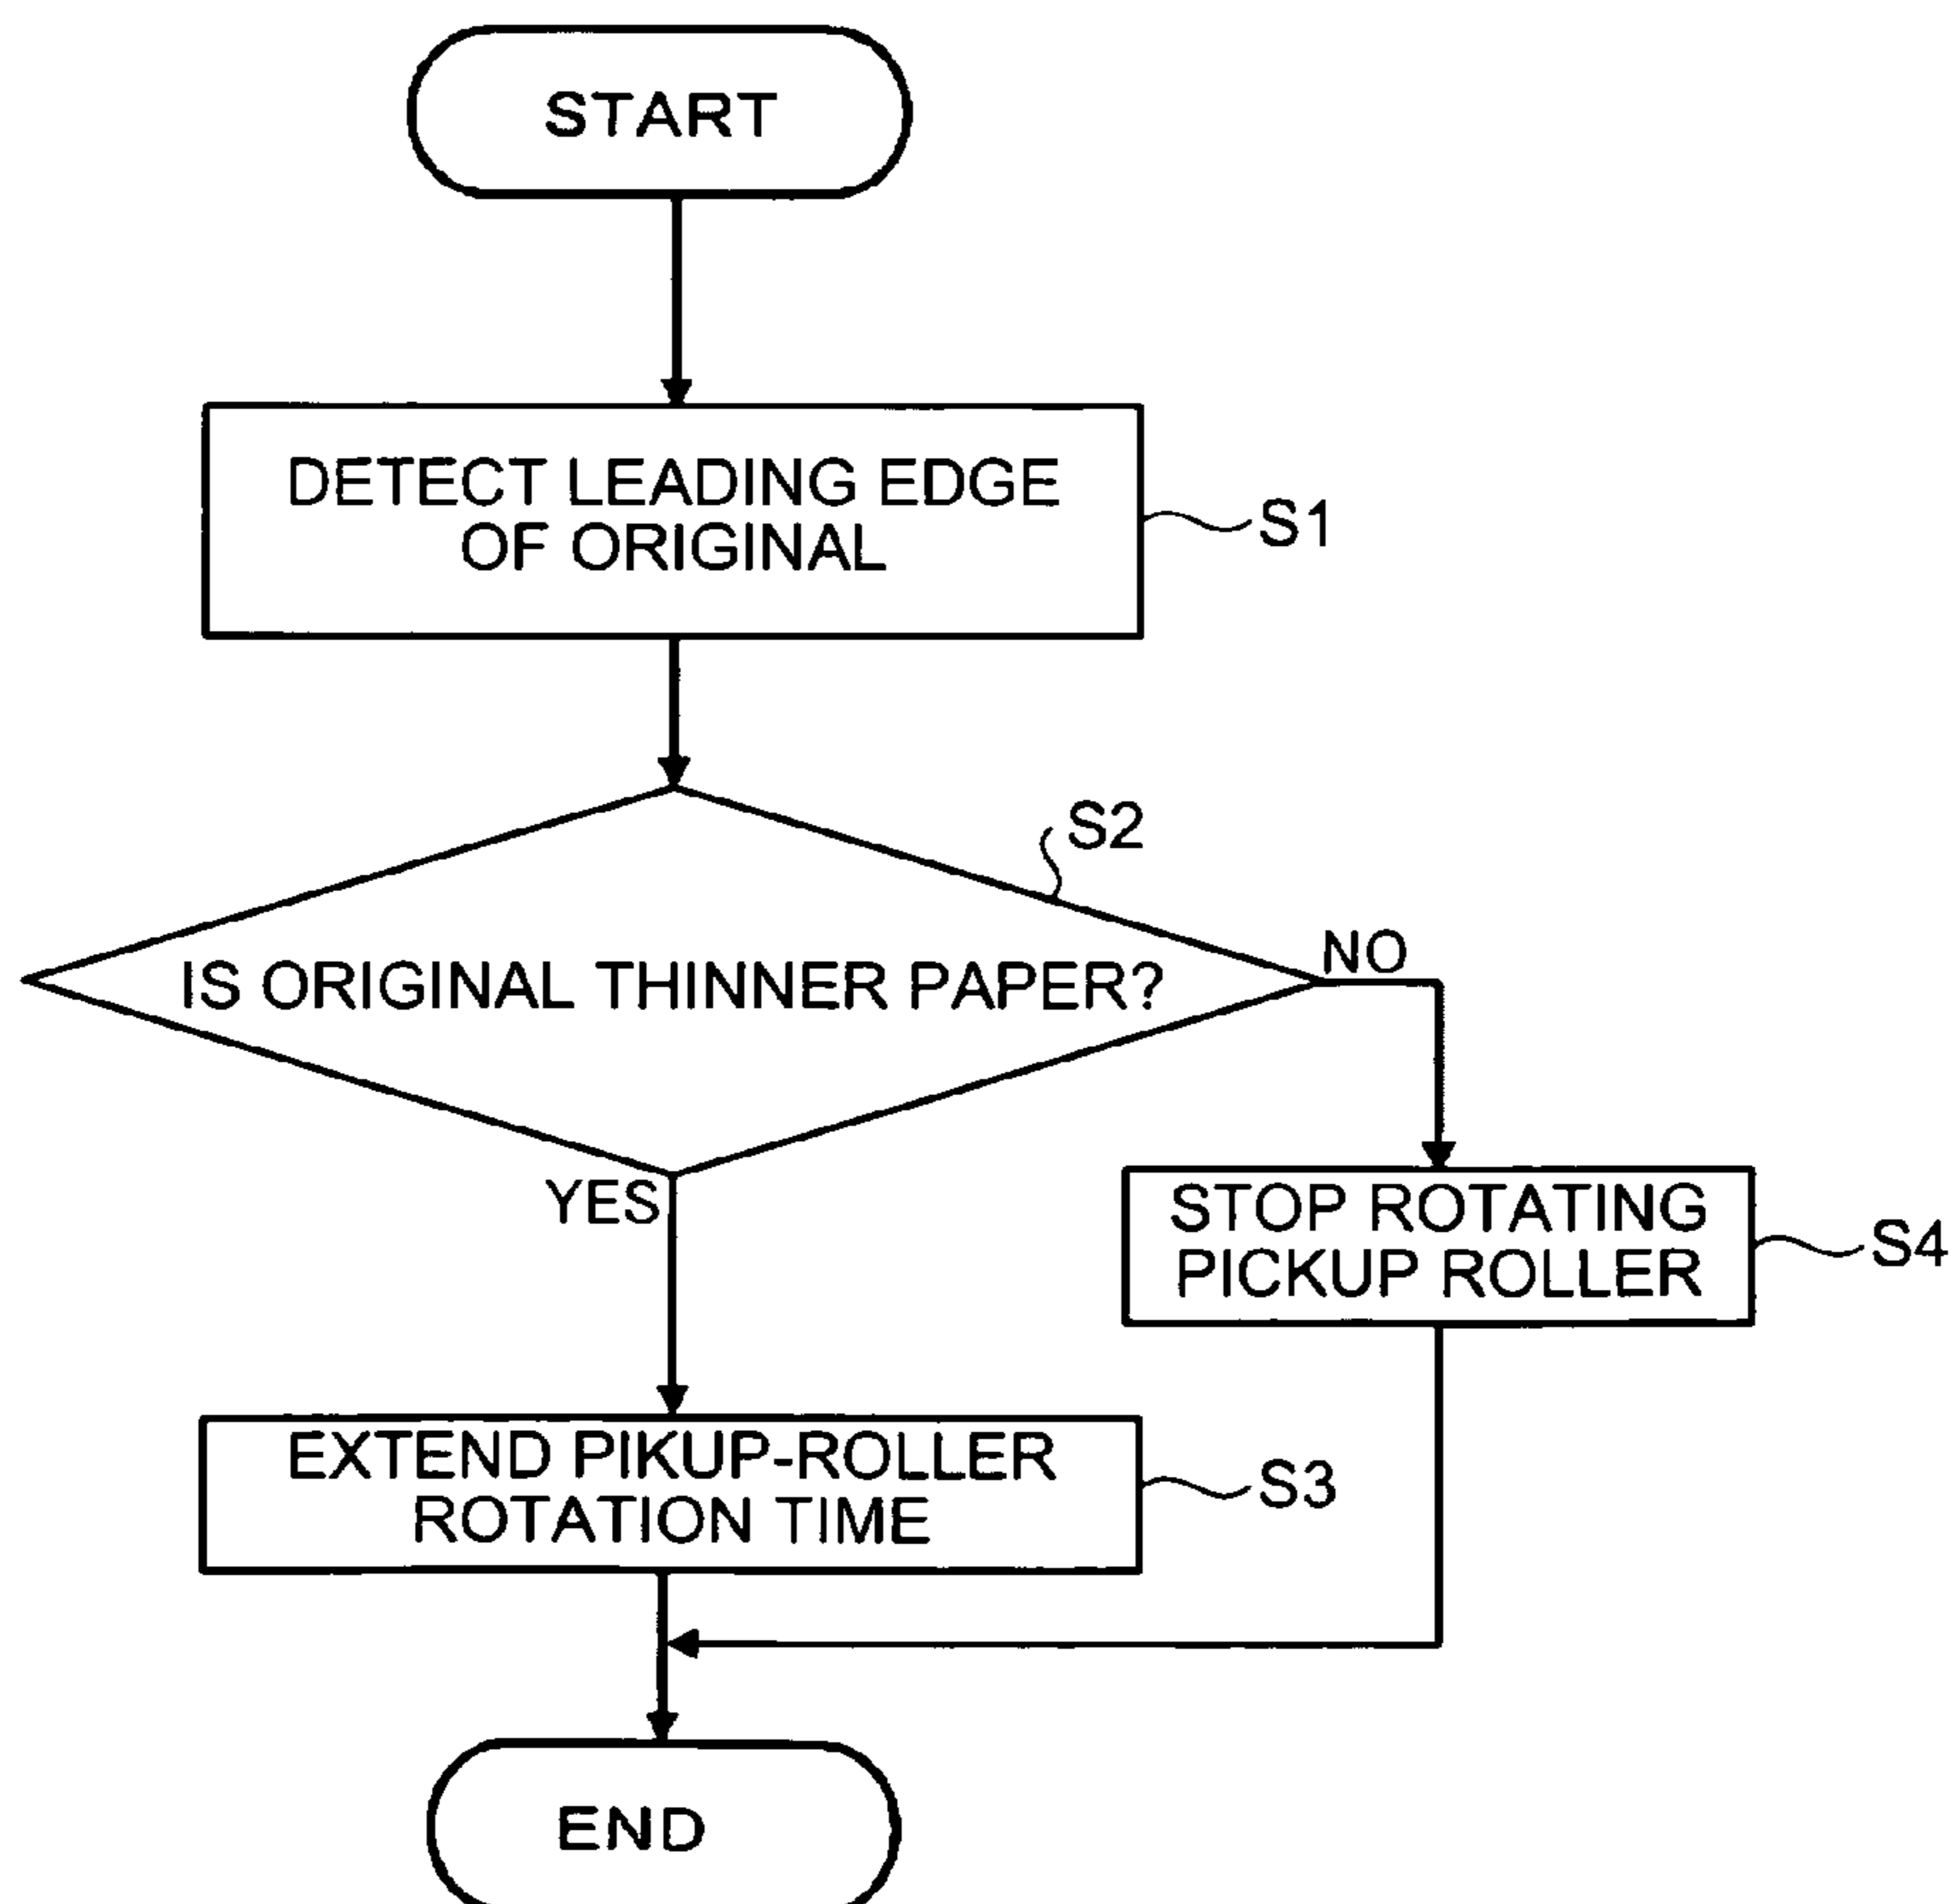 START
DETECT LEADING EDGE
OF ORIGINAL
S1
S2
IS ORIGINAL THINNER PAPER?
NO
YES
STOP ROTATING
PICKUP ROLLER
S4
EXTEND PIKUP-ROLLER
ROTATION TIME
S3
END